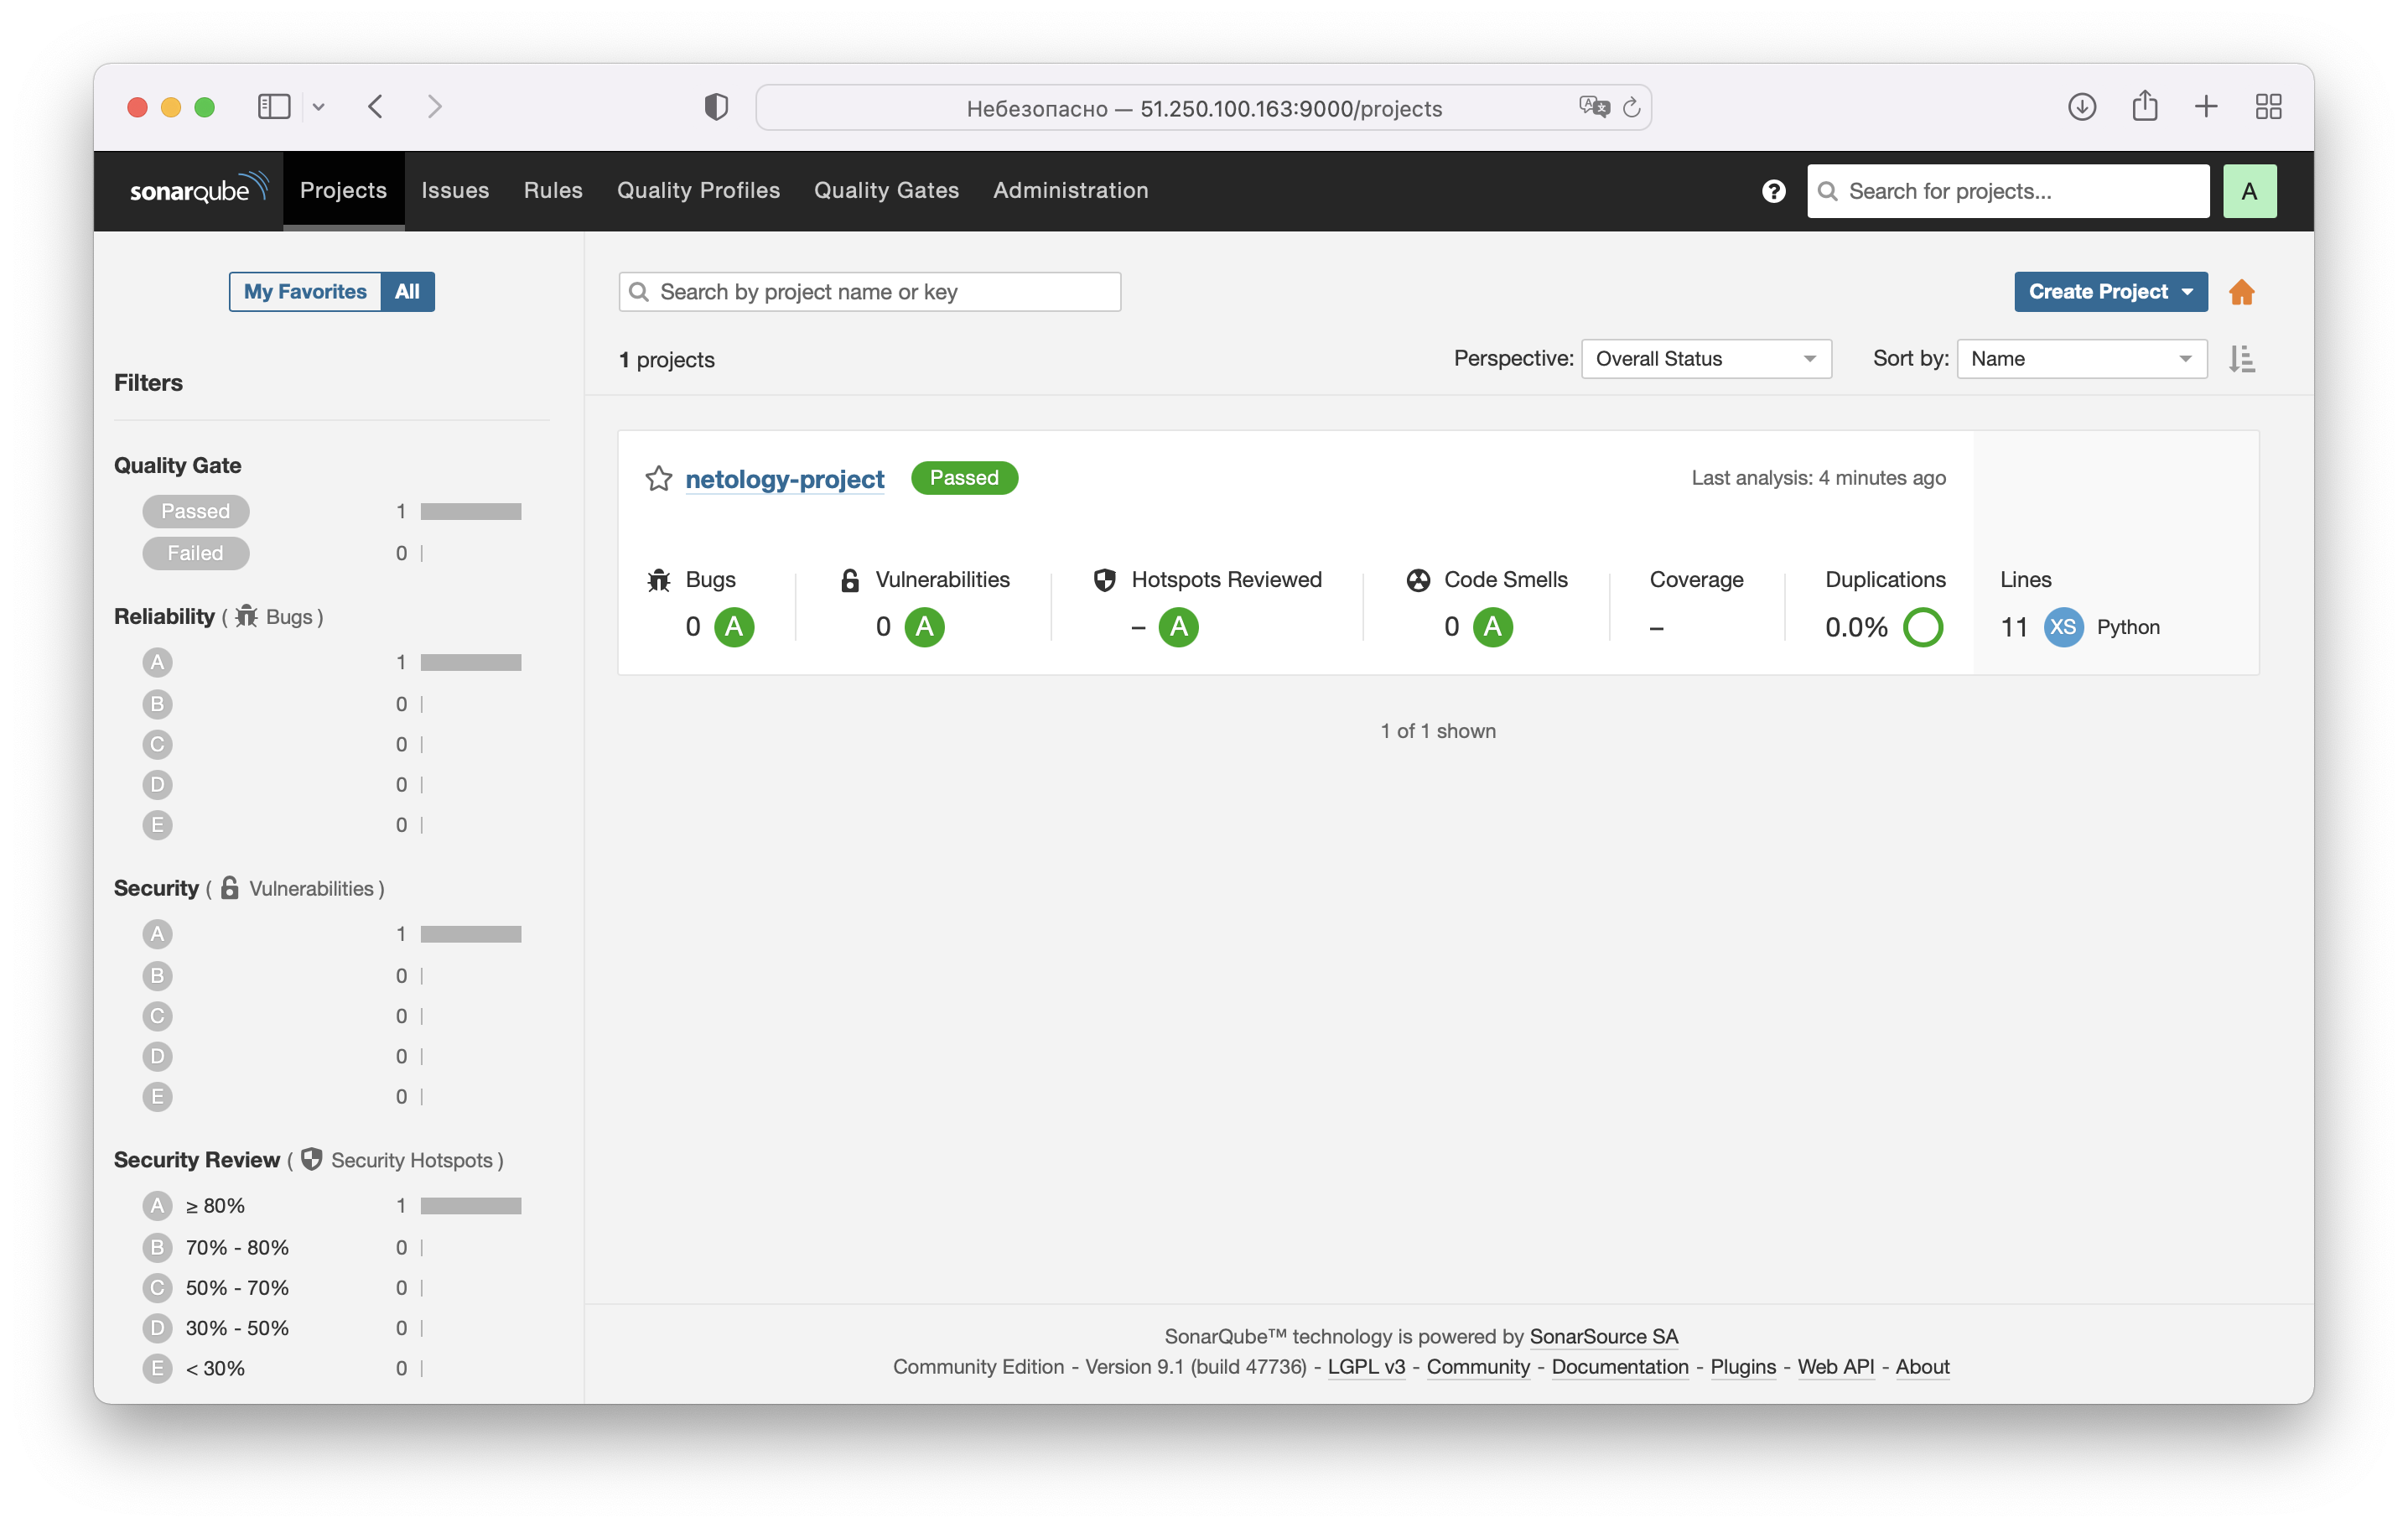 Небезопасно — 51.250.100.163:9000/projects
sonarqube Projects Issues Rules Quality Profiles Quality Gates Administration ? Search for projects... A
My Favorites All
Search by project name or key
Create Project
1 projects
Perspective: Overall Status
Sort by: Name
Filters
Quality Gate
Passed 1
Failed 0
Reliability ( Bugs )
A 1
B 0
C 0
D 0
E 0
Security ( Vulnerabilities )
A 1
B 0
C 0
D 0
E 0
Security Review ( Security Hotspots )
A ≥ 80% 1
B 70% - 80% 0
C 50% - 70% 0
D 30% - 50% 0
E < 30% 0
netology-project Passed
Last analysis: 4 minutes ago
Bugs Vulnerabilities Hotspots Reviewed Code Smells Coverage Duplications Lines
0 A 0 A – A 0 A – 0.0% 11 XS Python
1 of 1 shown
SonarQube™ technology is powered by SonarSource SA
Community Edition - Version 9.1 (build 47736) - LGPL v3 - Community - Documentation - Plugins - Web API - About